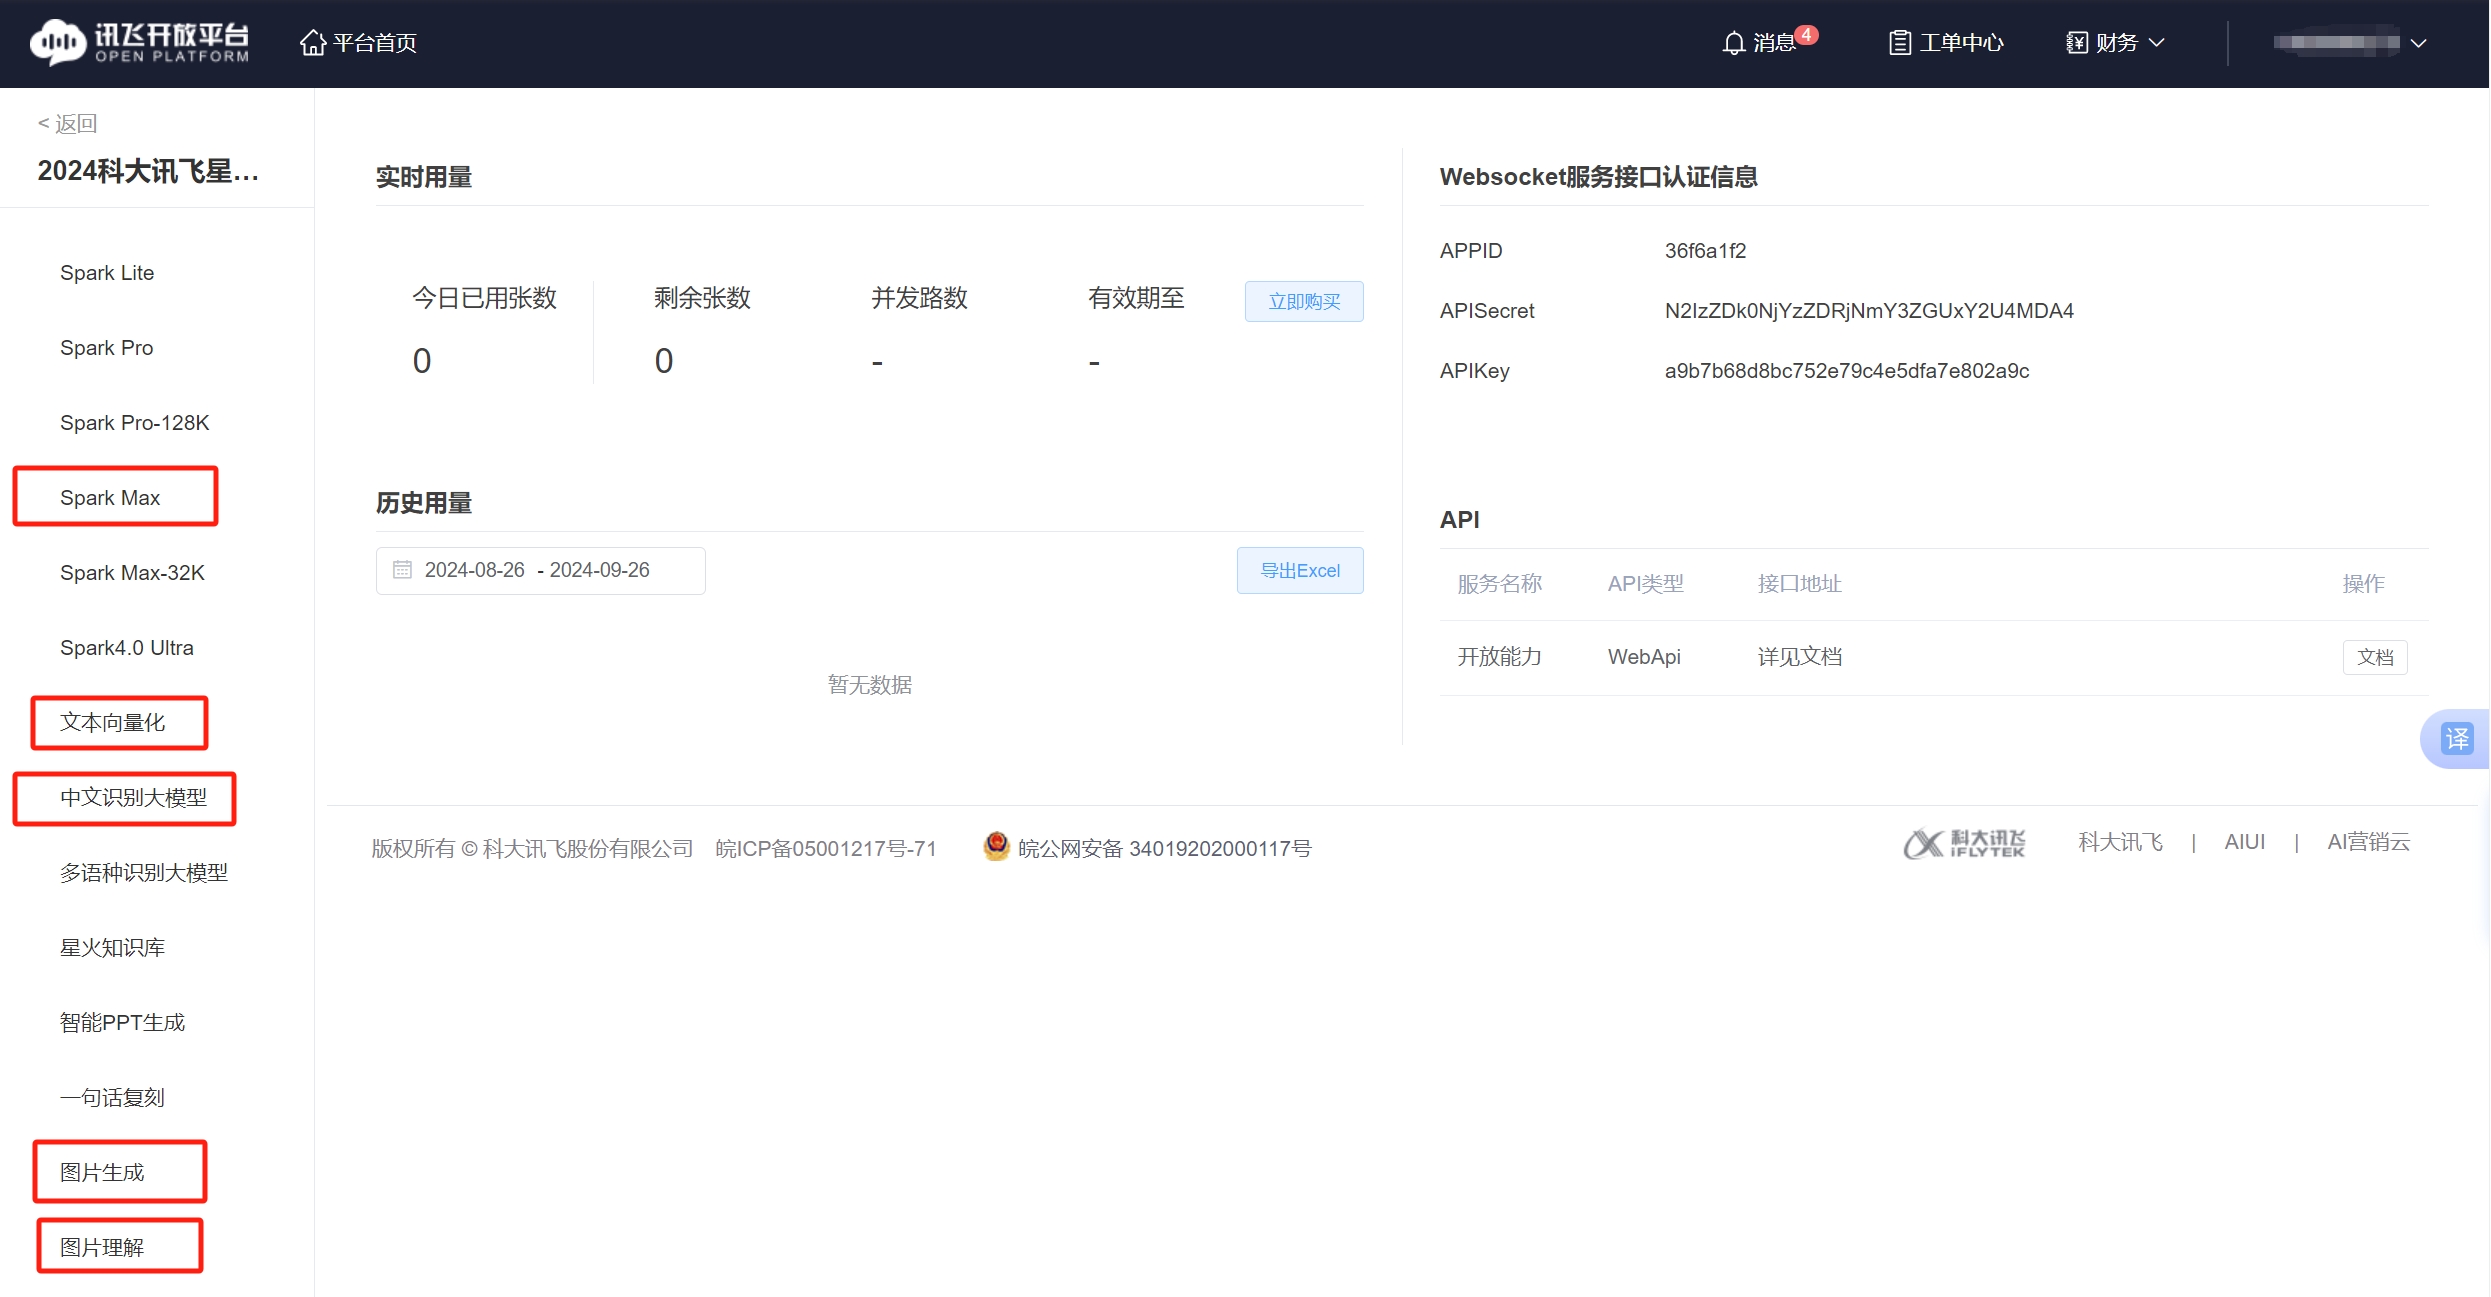 讯飞开放平台
OPEN PLATFORM
平台首页
消息 4
工单中心
财务
< 返回
2024科大讯飞星...
Spark Lite
Spark Pro
Spark Pro-128K
Spark Max
Spark Max-32K
Spark4.0 Ultra
文本向量化
中文识别大模型
多语种识别大模型
星火知识库
智能PPT生成
一句话复刻
图片生成
图片理解
实时用量
今日已用张数 剩余张数 并发路数 有效期至 立即购买
0 0 - -
历史用量
2024-08-26 - 2024-09-26 导出Excel
暂无数据
Websocket服务接口认证信息
APPID 36f6a1f2
APISecret N2IzZDk0NjYzZDRjNmY3ZGUxY2U4MDA4
APIKey a9b7b68d8bc752e79c4e5dfa7e802a9c
API
服务名称 API类型 接口地址 操作
开放能力 WebApi 详见文档 文档
译
版权所有 © 科大讯飞股份有限公司 皖ICP备05001217号-71 皖公网安备 34019202000117号
科大讯飞
iFLYTEK
科大讯飞 | AIUI | AI营销云